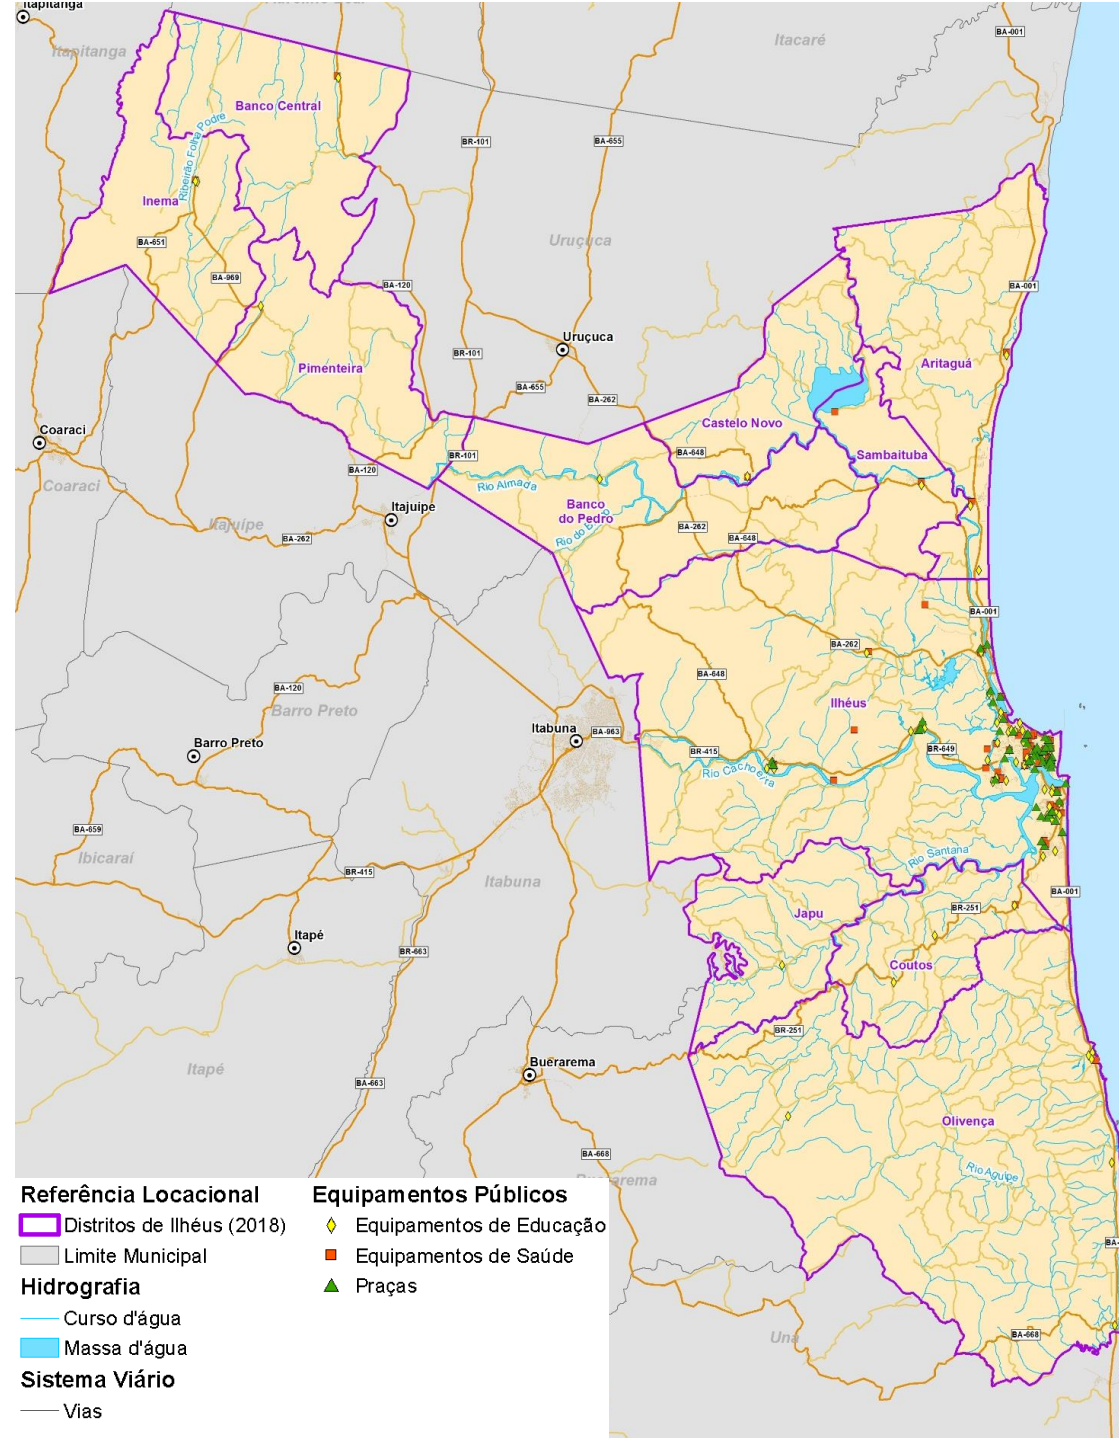 Itapitanga
Itapitanga
Itacaré
BA-001
Banco Central
Ribeirão Folha Podre
BR-101
BA-655
Inema
BA-651
Uruçuca
BA-969
BA-120
BA-001
Uruçuca
BR-101
Pimenteira
Aritaguá
BA-655
BA-262
Castelo Novo
Coaraci
BR-101
BA-648
Sambaituba
BA-120
Coaraci
Rio Almada
Banco
do Pedro
Itajuipe
Itajuípe
BA-262
BA-262
BA-648
BA-001
BA-262
BA-648
BA-120
Barro Preto
Ilhéus
Itabuna
BA-963
Barro Preto
BR-415
BR-649
Rio Cachoeira
BA-659
Ibicaraí
Rio Santana
BR-415
Itabuna
BA-001
Japu
BR-251
Itapé
BR-663
Coutos
BR-251
Buerarema
Itapé
BA-663
Olivença
BA-668
Rio Aguipe
Referência Locacional
Distritos de Ilhéus (2018)
Limite Municipal
Hidrografia
Curso d'água
Massa d'água
Sistema Viário
Vias
Equipamentos Públicos
Equipamentos de Educação
Equipamentos de Saúde
Praças
BA-668
Una